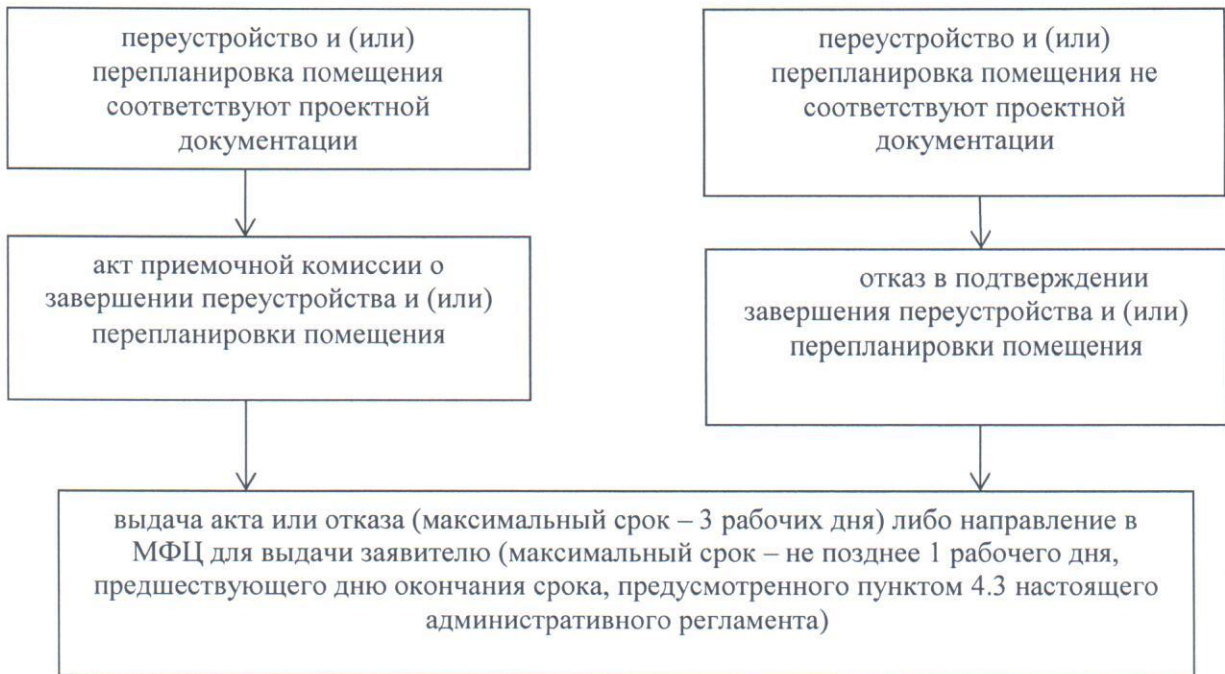 переустройство и (или)
перепланировка помещения
соответствуют проектной
документации
переустройство и (или)
перепланировка помещения не
соответствуют проектной
документации
акт приемочной комиссии о
завершении переустройства и (или)
перепланировки помещения
отказ в подтверждении
завершения переустройства и (или)
перепланировки помещения
выдача акта или отказа (максимальный срок – 3 рабочих дня) либо направление в
МФЦ для выдачи заявителю (максимальный срок – не позднее 1 рабочего дня,
предшествующего дню окончания срока, предусмотренного пунктом 4.3 настоящего
административного регламента)